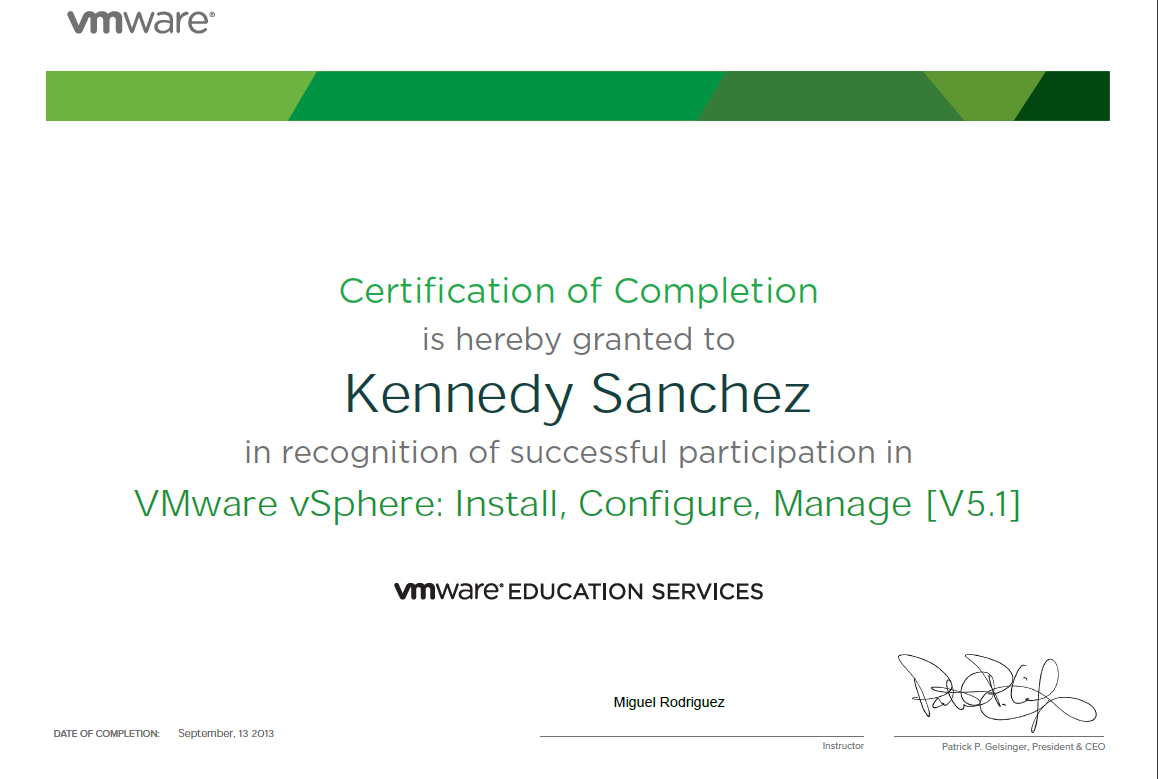 vmware®
Certification of Completion
is hereby granted to
Kennedy Sanchez
in recognition of successful participation in
VMware vSphere: Install, Configure, Manage [V5.1]
vmware® EDUCATION SERVICES
Miguel Rodriguez
DATE OF COMPLETION: September, 13 2013
Instructor
Patrick P. Gelsinger, President & CEO